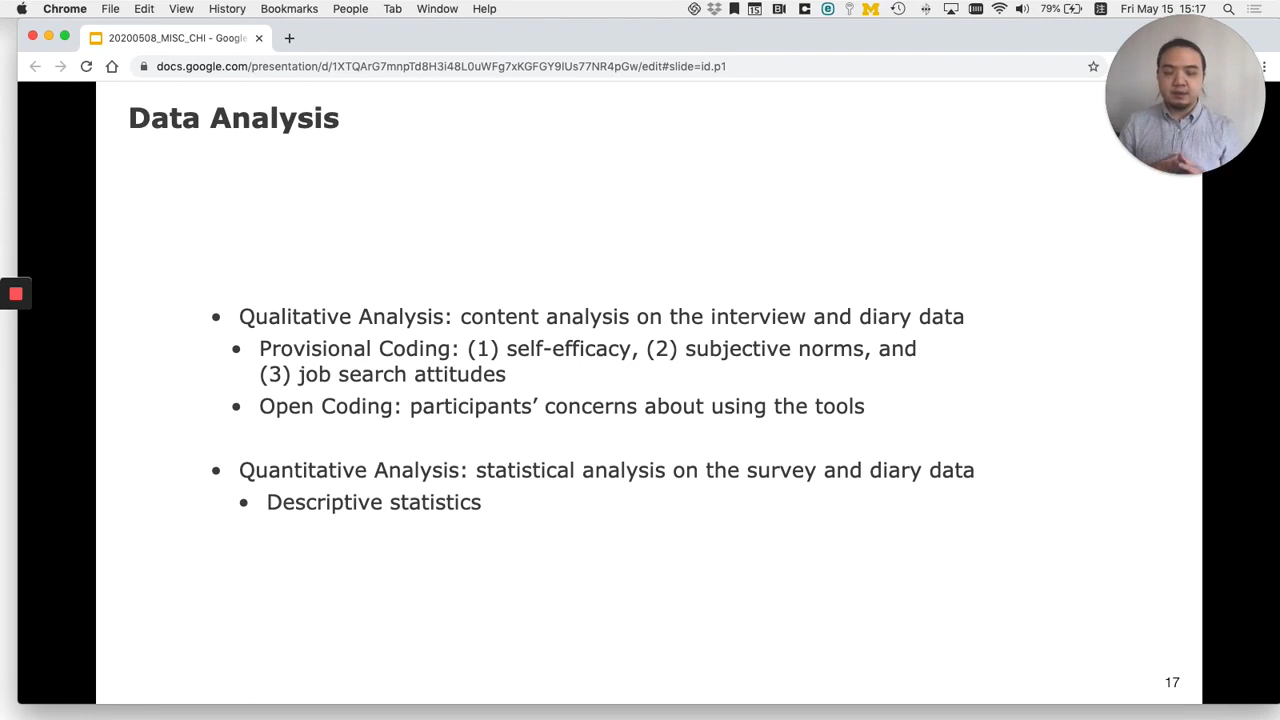 Chrome File Edit View History Bookmarks People Tab Window Help 79% Fri May 15 15:17
20200508_MISC_CHI - Google
docs.google.com/presentation/d/1XTQArG7mnpTd8H3i48L0uWFg7xKGFGY9lUs77NR4pGw/edit#slide=id.p1
Data Analysis
• Qualitative Analysis: content analysis on the interview and diary data
• Provisional Coding: (1) self-efficacy, (2) subjective norms, and
(3) job search attitudes
• Open Coding: participants’ concerns about using the tools
• Quantitative Analysis: statistical analysis on the survey and diary data
• Descriptive statistics
17